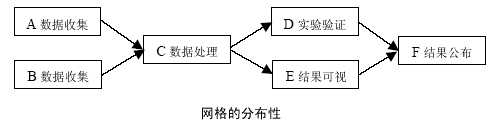 A 数据收集
B 数据收集
C 数据处理
D 实验验证
E 结果可视
F 结果公布
网格的分布性